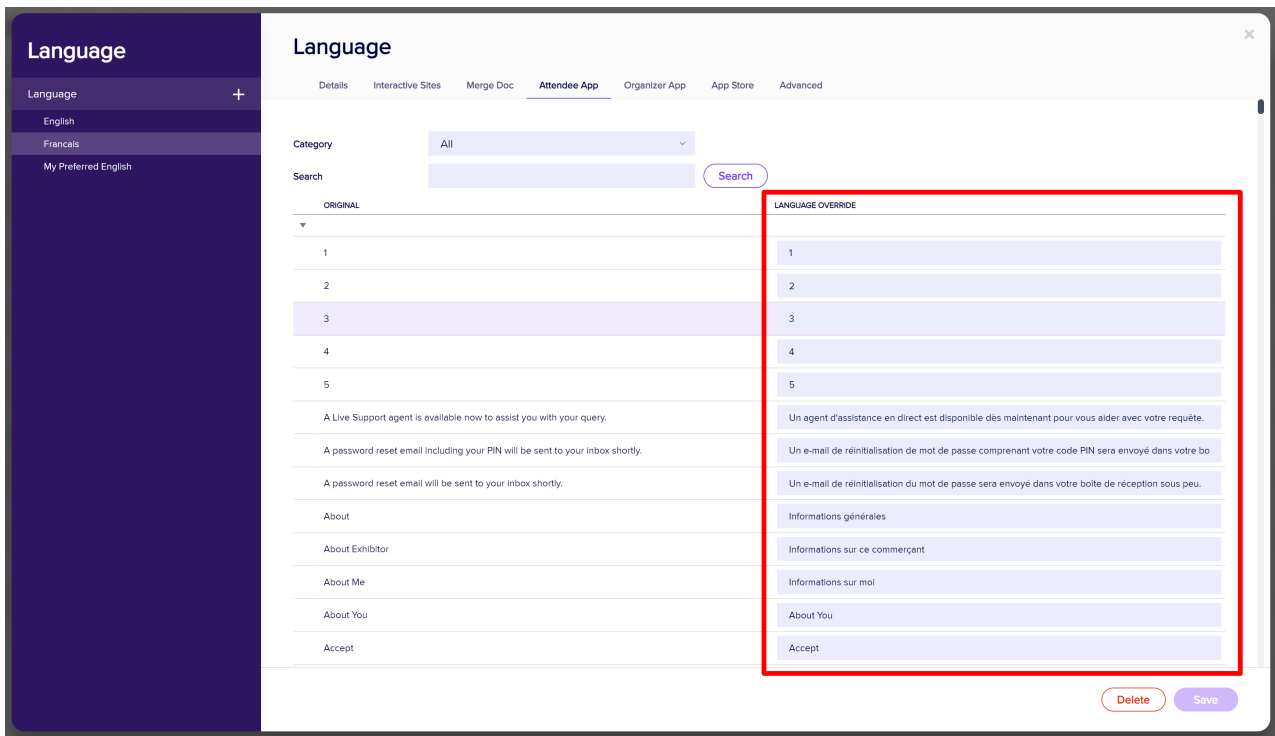 Language
Language +
English
Francais
My Preferred English
Language
Details Interactive Sites Merge Doc Attendee App Organizer App App Store Advanced
Category All
Search Search
ORIGINAL LANGUAGE OVERRIDE
1 1
2 2
3 3
4 4
5 5
A Live Support agent is available now to assist you with your query. Un agent d'assistance en direct est disponible dès maintenant pour vous aider avec votre requête.
A password reset email including your PIN will be sent to your inbox shortly. Un e-mail de réinitialisation de mot de passe comprenant votre code PIN sera envoyé dans votre bo
A password reset email will be sent to your inbox shortly. Un e-mail de réinitialisation du mot de passe sera envoyé dans votre boîte de réception sous peu.
About Informations générales
About Exhibitor Informations sur ce commerçant
About Me Informations sur moi
About You About You
Accept Accept
Delete Save